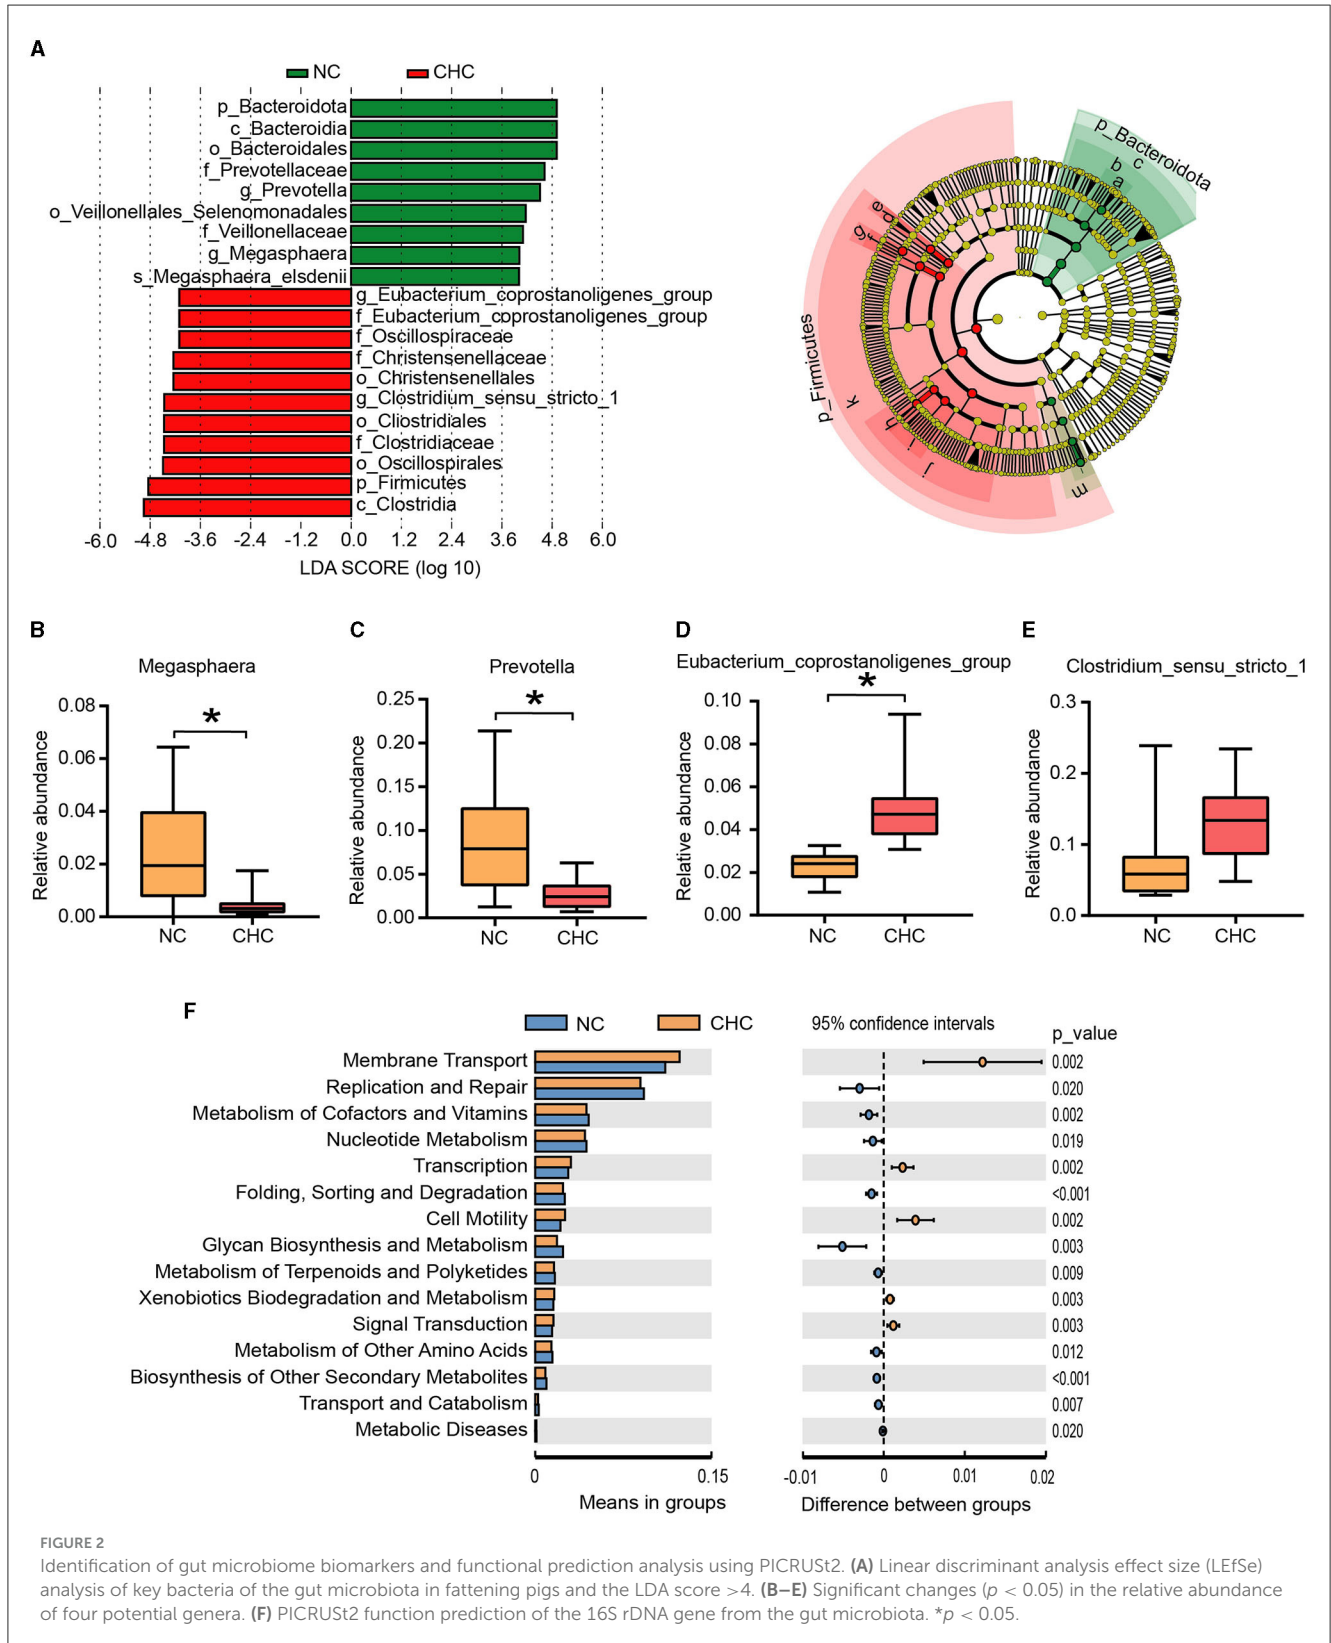 A
NC
CHC
p_Bacteroidota
c_Bacteroidia
o_Bacteroidales
f_Prevotellaceae
g_Prevotella
o_Veillonellales_Selenomonadales
f_Veillonellaceae
g_Megasphaera
s_Megasphaera_elsdenii
g_Eubacterium_coprostanoligenes_group
f_Eubacterium_coprostanoligenes_group
f_Oscillospiraceae
f_Christensenellaceae
o_Christensenellales
g_Clostridium_sensu_stricto_1
o_Cliostridiales
f_Clostridiaceae
o_Oscillospirales
p_Firmicutes
c_Clostridia
-6.0 -4.8 -3.6 -2.4 -1.2 0.0 1.2 2.4 3.6 4.8 6.0
LDA SCORE (log 10)
p_Bacteroidota
c
b
a
e
d
g
f
p_Firmicutes
k
h
i
j
m
B
Megasphaera
*
Relative abundance
0.08
0.06
0.04
0.02
0.00
NC CHC
C
Prevotella
*
Relative abundance
0.25
0.20
0.15
0.10
0.05
0.00
NC CHC
D
Eubacterium_coprostanoligenes_group
*
Relative abundance
0.10
0.08
0.06
0.04
0.02
0.00
NC CHC
E
Clostridium_sensu_stricto_1
Relative abundance
0.3
0.2
0.1
0.0
NC CHC
F
NC CHC 95% confidence intervals p_value
Membrane Transport 0.002
Replication and Repair 0.020
Metabolism of Cofactors and Vitamins 0.002
Nucleotide Metabolism 0.019
Transcription 0.002
Folding, Sorting and Degradation <0.001
Cell Motility 0.002
Glycan Biosynthesis and Metabolism 0.003
Metabolism of Terpenoids and Polyketides 0.009
Xenobiotics Biodegradation and Metabolism 0.003
Signal Transduction 0.003
Metabolism of Other Amino Acids 0.012
Biosynthesis of Other Secondary Metabolites <0.001
Transport and Catabolism 0.007
Metabolic Diseases 0.020
0 0.15 -0.01 0 0.01 0.02
Means in groups Difference between groups
FIGURE 2
Identification of gut microbiome biomarkers and functional prediction analysis using PICRUSt2. (A) Linear discriminant analysis effect size (LEfSe)
analysis of key bacteria of the gut microbiota in fattening pigs and the LDA score >4. (B–E) Significant changes (p < 0.05) in the relative abundance
of four potential genera. (F) PICRUSt2 function prediction of the 16S rDNA gene from the gut microbiota. *p < 0.05.